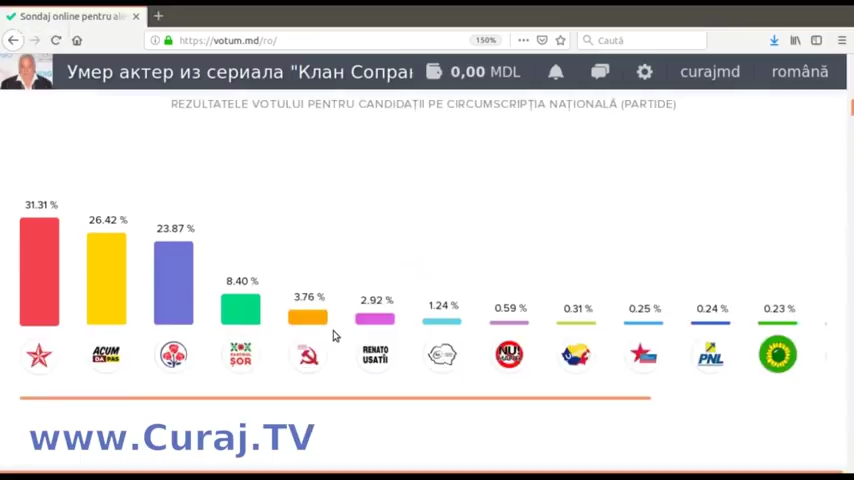 Sondaj online pentru ale
https://votum.md/ro/
150%
Caută
Умер актер из сериала "Клан Сопран
0,00 MDL
curajmd
română
REZULTATELE VOTULUI PENTRU CANDIDAȚII PE CIRCUMSCRIPȚIA NAȚIONALĂ (PARTIDE)
31.31 %
26.42 %
23.87 %
8.40 %
3.76 %
2.92 %
1.24 %
0.59 %
0.31 %
0.25 %
0.24 %
0.23 %
ACUM
DA PAS
PARTIDUL
ȘOR
RENATO
USATÎI
NU!
PNL
www.Curaj.TV